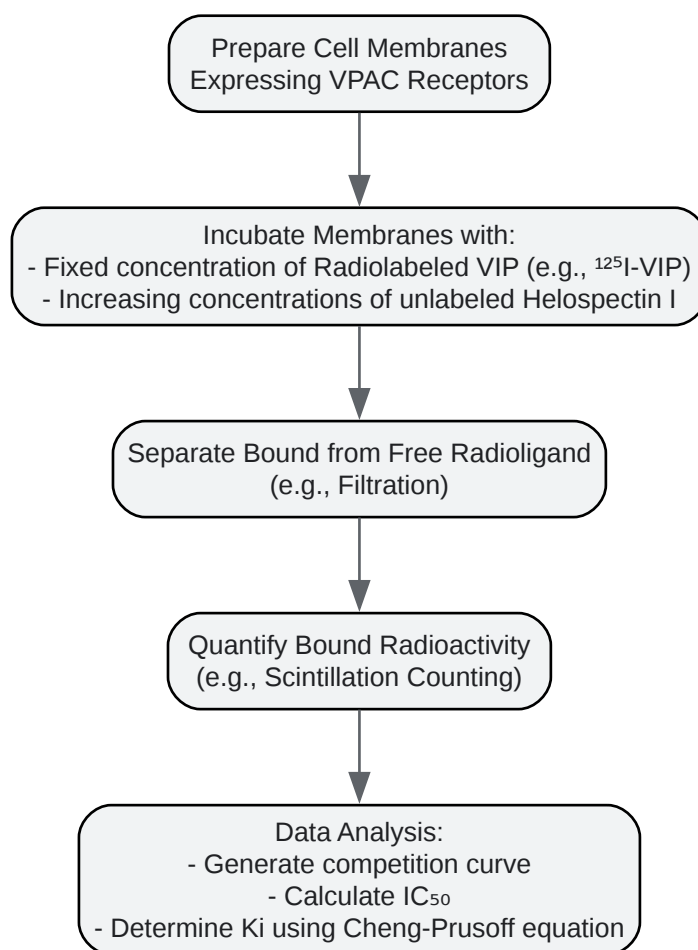 Prepare Cell Membranes
Expressing VPAC Receptors
Incubate Membranes with:
- Fixed concentration of Radiolabeled VIP (e.g., ¹²⁵I-VIP)
- Increasing concentrations of unlabeled Helospectin I
Separate Bound from Free Radioligand
(e.g., Filtration)
Quantify Bound Radioactivity
(e.g., Scintillation Counting)
Data Analysis:
- Generate competition curve
- Calculate IC₅₀
- Determine Ki using Cheng-Prusoff equation